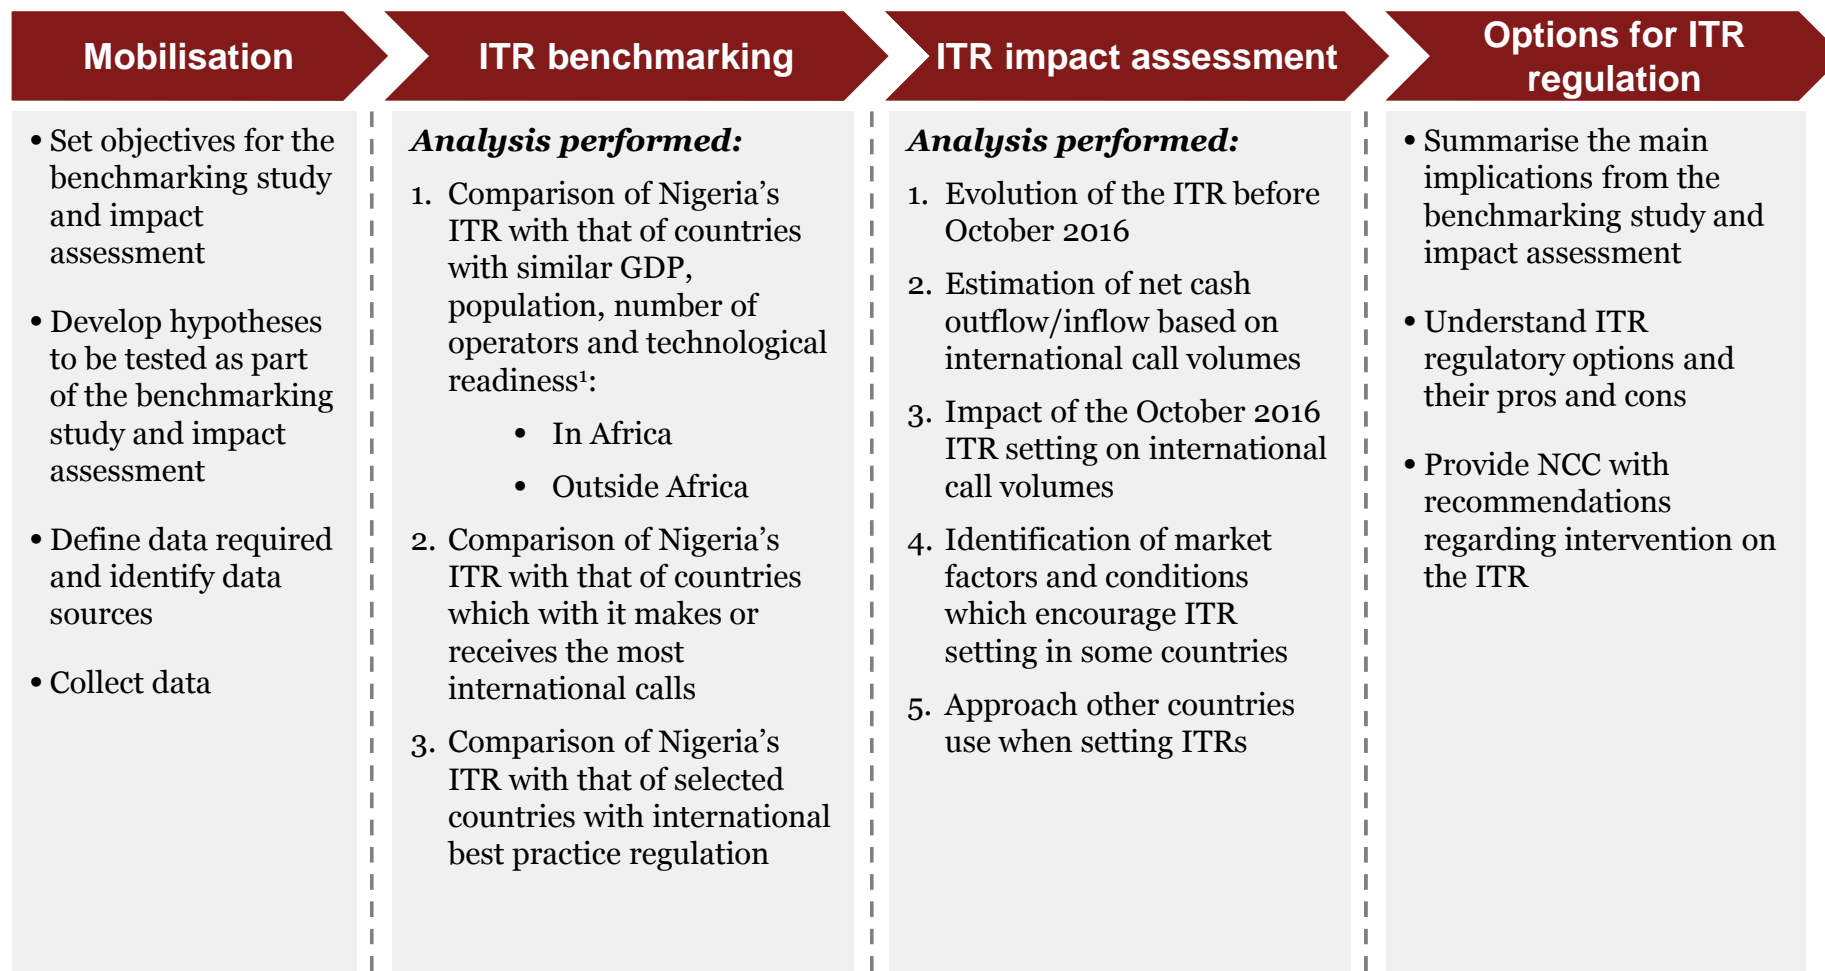 Mobilisation
• Set objectives for the
benchmarking study
and impact
assessment
• Develop hypotheses
to be tested as part
of the benchmarking
study and impact
assessment
• Define data required
and identify data
sources
• Collect data
ITR benchmarking
Analysis performed:
1. Comparison of Nigeria’s
ITR with that of countries
with similar GDP,
population, number of
operators and technological
readiness¹:
• In Africa
• Outside Africa
2. Comparison of Nigeria’s
ITR with that of countries
which with it makes or
receives the most
international calls
3. Comparison of Nigeria’s
ITR with that of selected
countries with international
best practice regulation
ITR impact assessment
Analysis performed:
1. Evolution of the ITR before
October 2016
2. Estimation of net cash
outflow/inflow based on
international call volumes
3. Impact of the October 2016
ITR setting on international
call volumes
4. Identification of market
factors and conditions
which encourage ITR
setting in some countries
5. Approach other countries
use when setting ITRs
Options for ITR
regulation
• Summarise the main
implications from the
benchmarking study and
impact assessment
• Understand ITR
regulatory options and
their pros and cons
• Provide NCC with
recommendations
regarding intervention on
the ITR